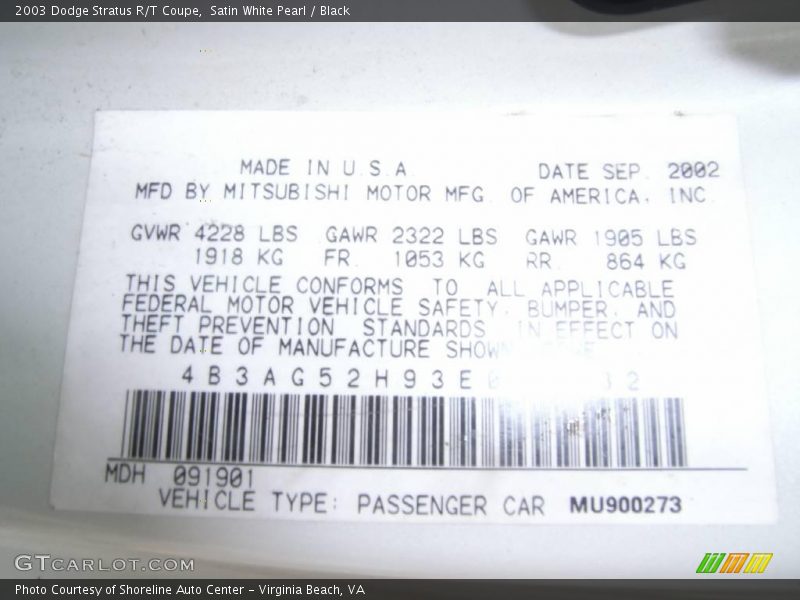 2003 Dodge Stratus R/T Coupe,  Satin White Pearl / Black
MADE IN U.S.A. DATE SEP. 2002
MFD BY MITSUBISHI MOTOR MFG. OF AMERICA, INC.
GVWR 4228 LBS GAWR 2322 LBS GAWR 1905 LBS
1918 KG FR. 1053 KG RR. 864 KG
THIS VEHICLE CONFORMS TO ALL APPLICABLE
FEDERAL MOTOR VEHICLE SAFETY, BUMPER, AND
THEFT PREVENTION STANDARDS IN EFFECT ON
THE DATE OF MANUFACTURE SHOWN
4B3AG52H93E
MDH 091901
VEHICLE TYPE: PASSENGER CAR MU900273
GTCARLOT.COM
Photo Courtesy of Shoreline Auto Center - Virginia Beach, VA